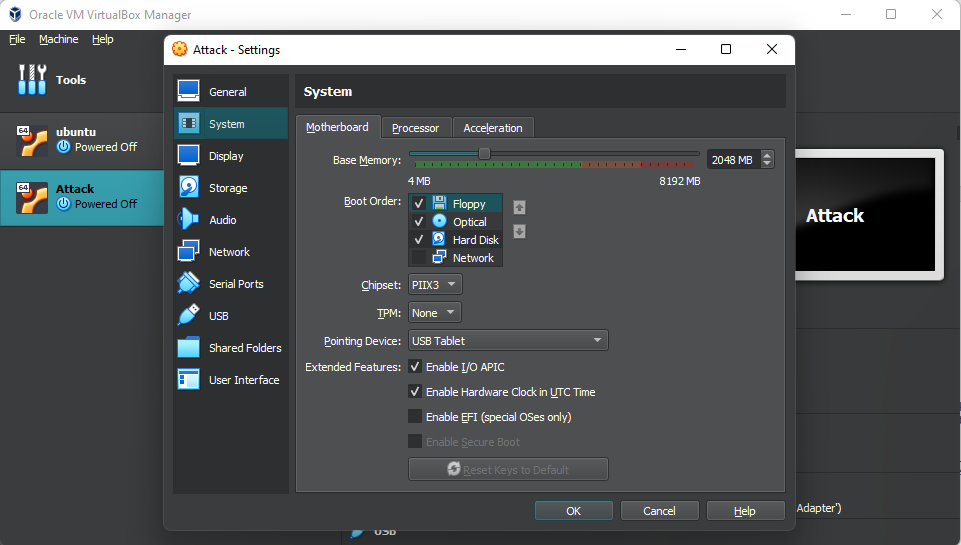 Oracle VM VirtualBox Manager
File Machine Help
Tools
64
ubuntu
Powered Off
64
Attack
Powered Off
Attack - Settings
General
System
Display
Storage
Audio
Network
Serial Ports
USB
Shared Folders
User Interface
System
Motherboard Processor Acceleration
Base Memory: 2048 MB
4 MB 8192 MB
Boot Order: Floppy
Optical
Hard Disk
Network
Chipset: PIIX3
TPM: None
Pointing Device: USB Tablet
Extended Features: Enable I/O APIC
Enable Hardware Clock in UTC Time
Enable EFI (special OSes only)
Enable Secure Boot
Reset Keys to Default
OK Cancel Help
Attack
Adapter')
USB